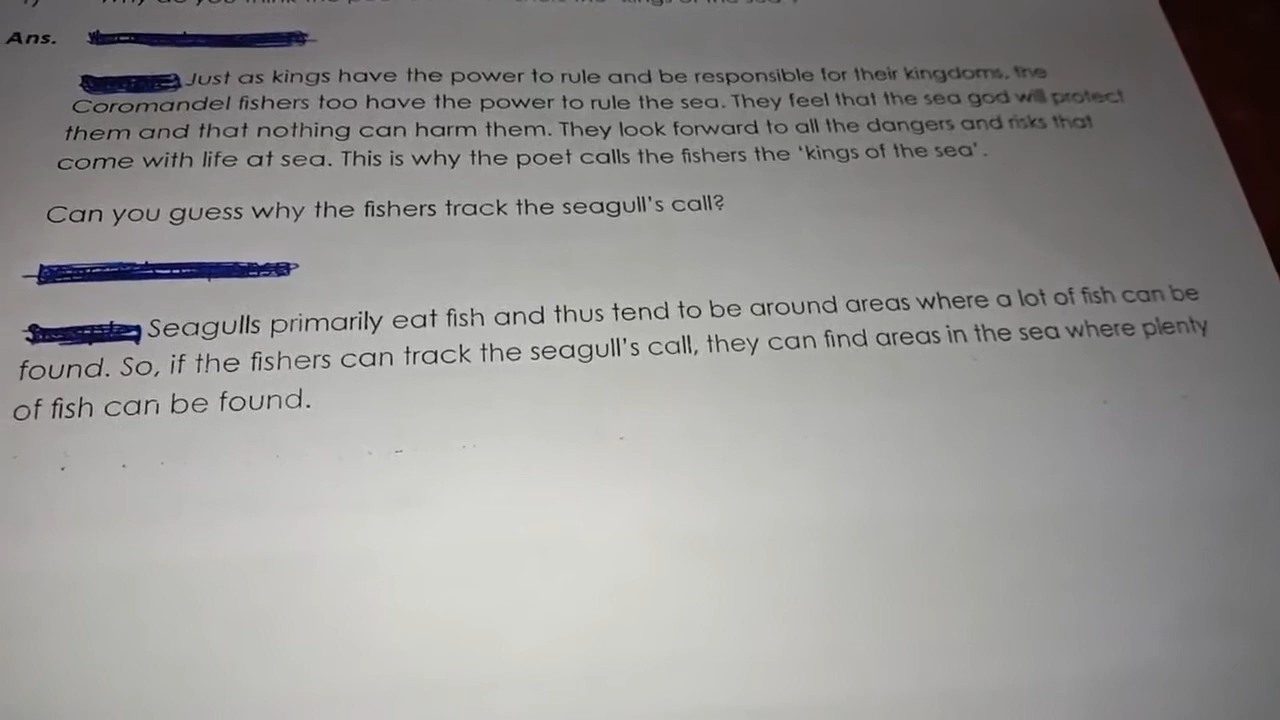 Ans.
Just as kings have the power to rule and be responsible for their kingdoms, the
Coromandel fishers too have the power to rule the sea. They feel that the sea god will protect
them and that nothing can harm them. They look forward to all the dangers and risks that
come with life at sea. This is why the poet calls the fishers the 'kings of the sea'.
Can you guess why the fishers track the seagull's call?
Seagulls primarily eat fish and thus tend to be around areas where a lot of fish can be
found. So, if the fishers can track the seagull's call, they can find areas in the sea where plenty
of fish can be found.